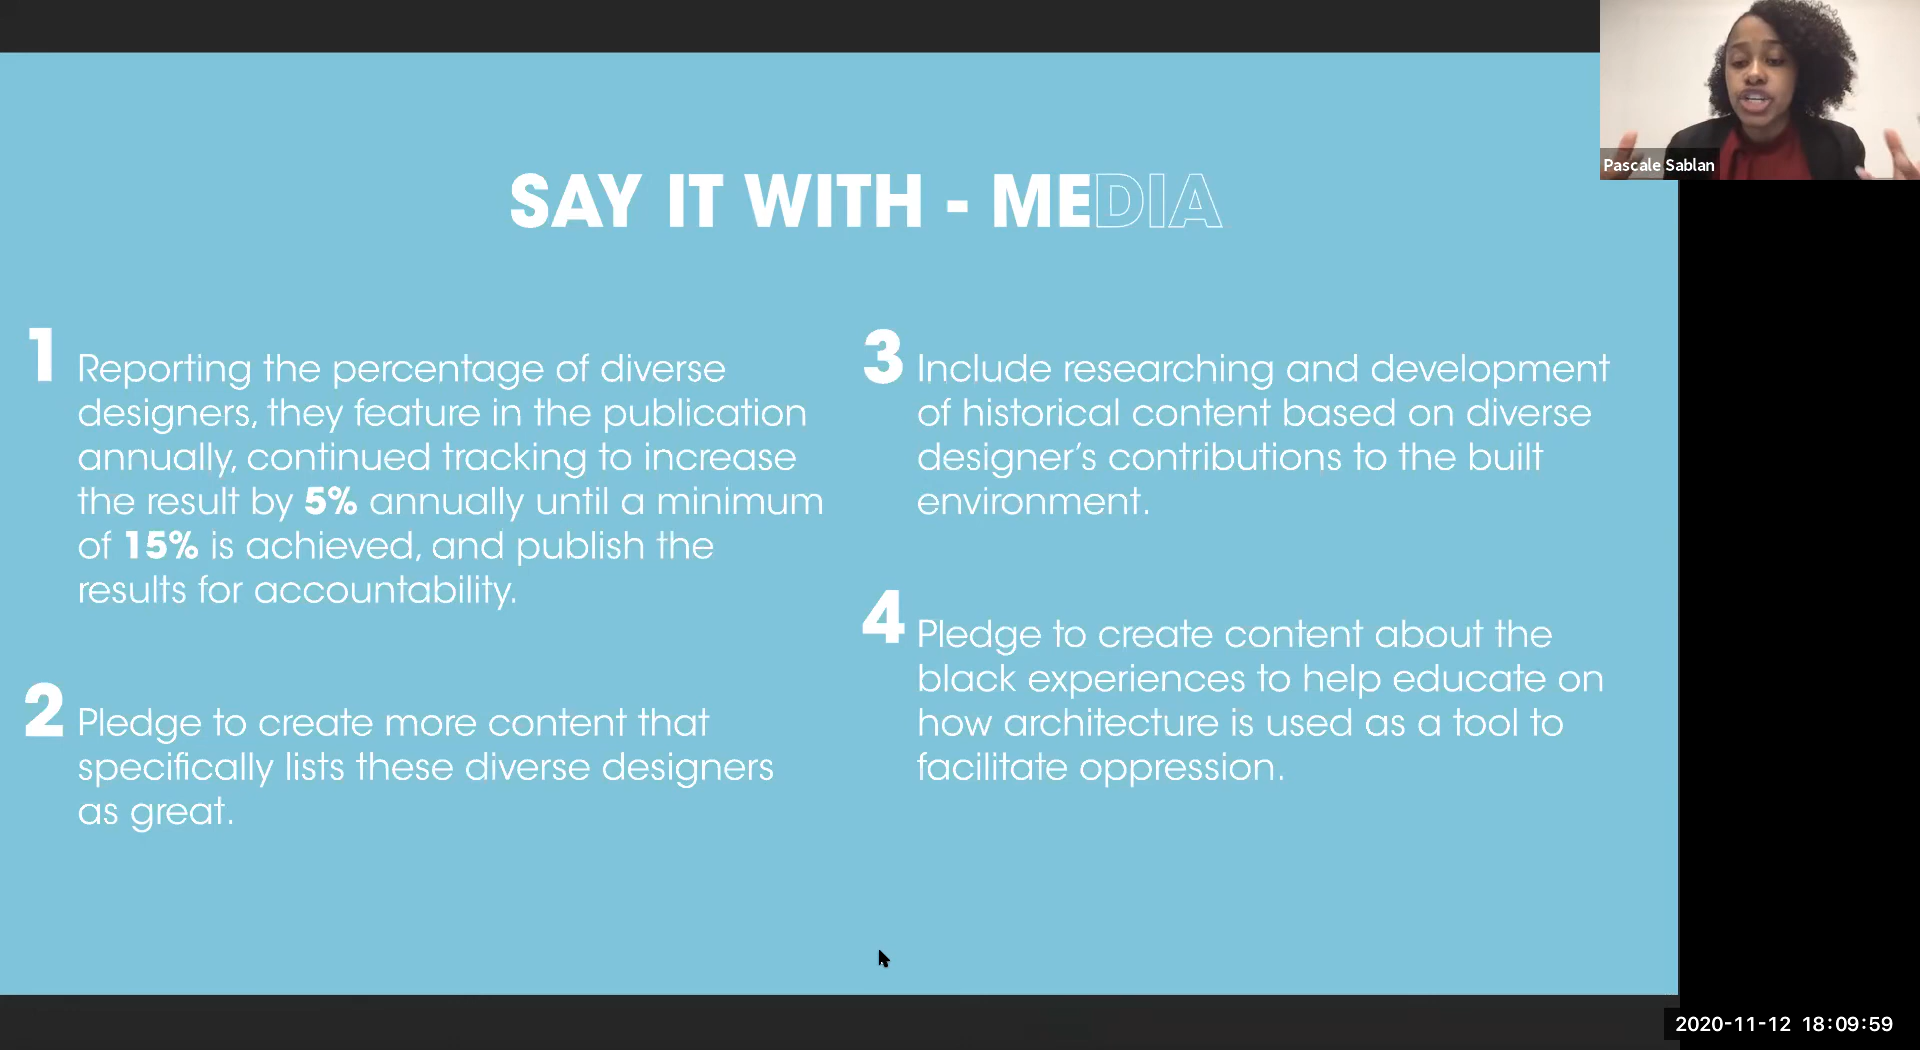 SAY IT WITH - MEDIA
1
Reporting the percentage of diverse
designers, they feature in the publication
annually, continued tracking to increase
the result by 5% annually until a minimum
of 15% is achieved, and publish the
results for accountability.
2
Pledge to create more content that
specifically lists these diverse designers
as great.
3
Include researching and development
of historical content based on diverse
designer’s contributions to the built
environment.
4
Pledge to create content about the
black experiences to help educate on
how architecture is used as a tool to
facilitate oppression.
Pascale Sablan
2020-11-12 18:09:59